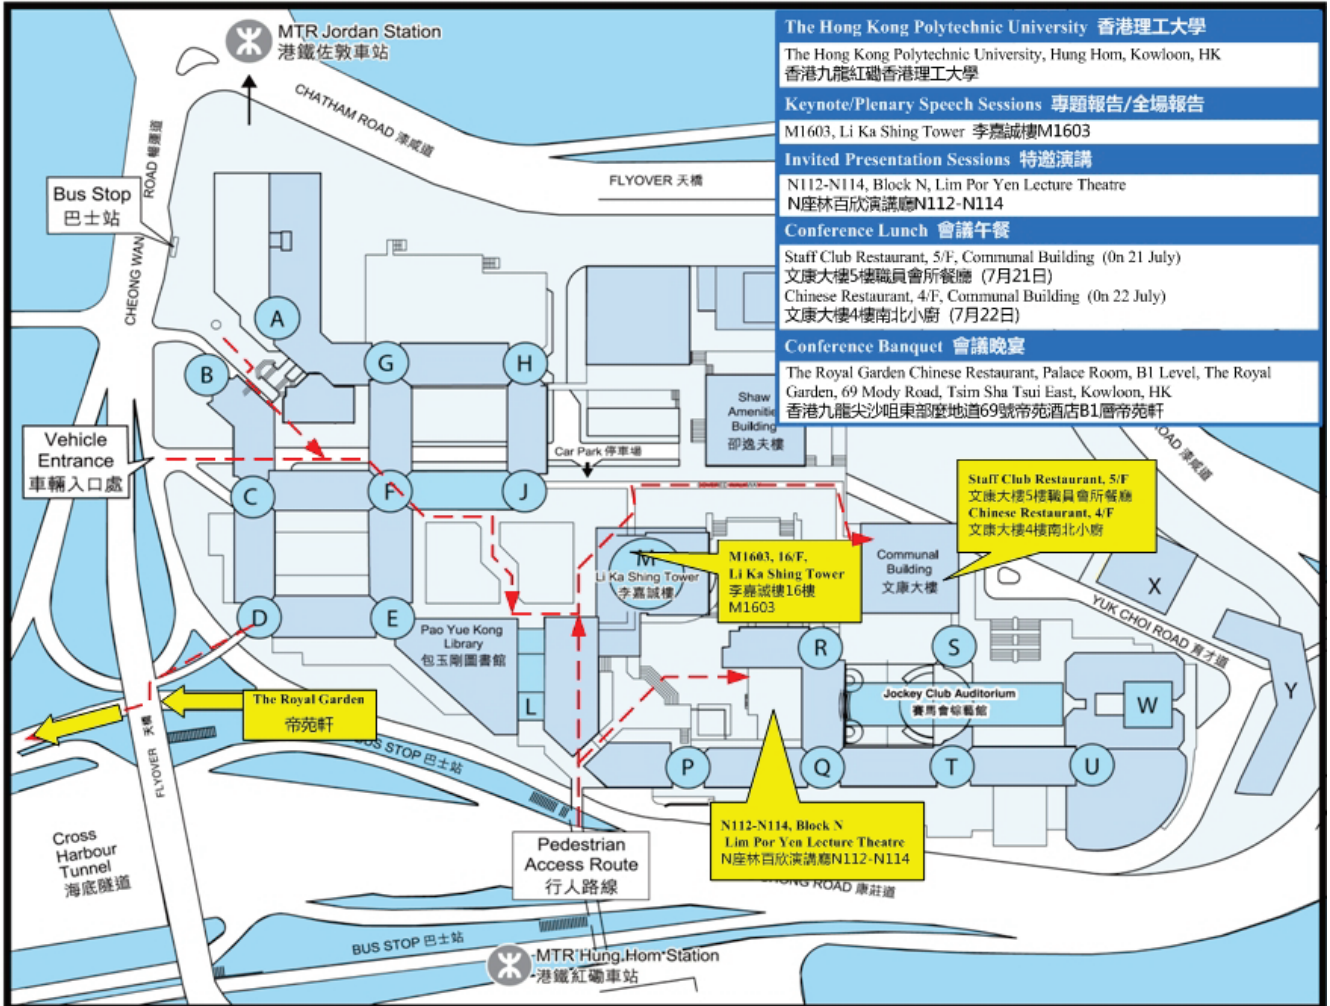 MTR Jordan Station
港鐵佐敦車站
The Hong Kong Polytechnic University 香港理工大學
The Hong Kong Polytechnic University, Hung Hom, Kowloon, HK
香港九龍紅磡香港理工大學
Keynote/Plenary Speech Sessions 專題報告/全場報告
M1603, Li Ka Shing Tower 李嘉誠樓M1603
Invited Presentation Sessions 特邀演講
N112-N114, Block N, Lim Por Yen Lecture Theatre
N座林百欣演講廳N112-N114
Conference Lunch 會議午餐
Staff Club Restaurant, 5/F, Communal Building (0n 21 July)
文康大樓5樓職員會所餐廳 (7月21日)
Chinese Restaurant, 4/F, Communal Building (0n 22 July)
文康大樓4樓南北小廚 (7月22日)
Conference Banquet 會議晚宴
The Royal Garden Chinese Restaurant, Palace Room, B1 Level, The Royal
Garden, 69 Mody Road, Tsim Sha Tsui East, Kowloon, HK
香港九龍尖沙咀東部麼地道69號帝苑酒店B1層帝苑軒
CHATHAM ROAD 漆咸道
FLYOVER 天橋
CHEONG WAN ROAD 暢運道
Bus Stop
巴士站
A
B
G
H
Shaw
Amenities
Building
邵逸夫樓
ROAD 漆咸道
Vehicle
Entrance
車輛入口處
Car Park 停車場
C
F
J
COVERED WALKWAY
Staff Club Restaurant, 5/F
文康大樓5樓職員會所餐廳
Chinese Restaurant, 4/F
文康大樓4樓南北小廚
M
Li Ka Shing Tower
李嘉誠樓
M1603, 16/F,
Li Ka Shing Tower
李嘉誠樓16樓
M1603
Communal
Building
文康大樓
X
YUK CHOI ROAD 育才道
D
E
Pao Yue Kong
Library
包玉剛圖書館
R
S
Y
The Royal Garden
帝苑軒
L
Jockey Club Auditorium
賽馬會綜藝館
W
FLYOVER 天橋
BUS STOP 巴士站
P
Q
T
U
Cross
Harbour
Tunnel
海底隧道
Pedestrian
Access Route
行人路線
N112-N114, Block N
Lim Por Yen Lecture Theatre
N座林百欣演講廳N112-N114
ROAD 康莊道
BUS STOP 巴士站
MTR Hung Hom Station
港鐵紅磡車站